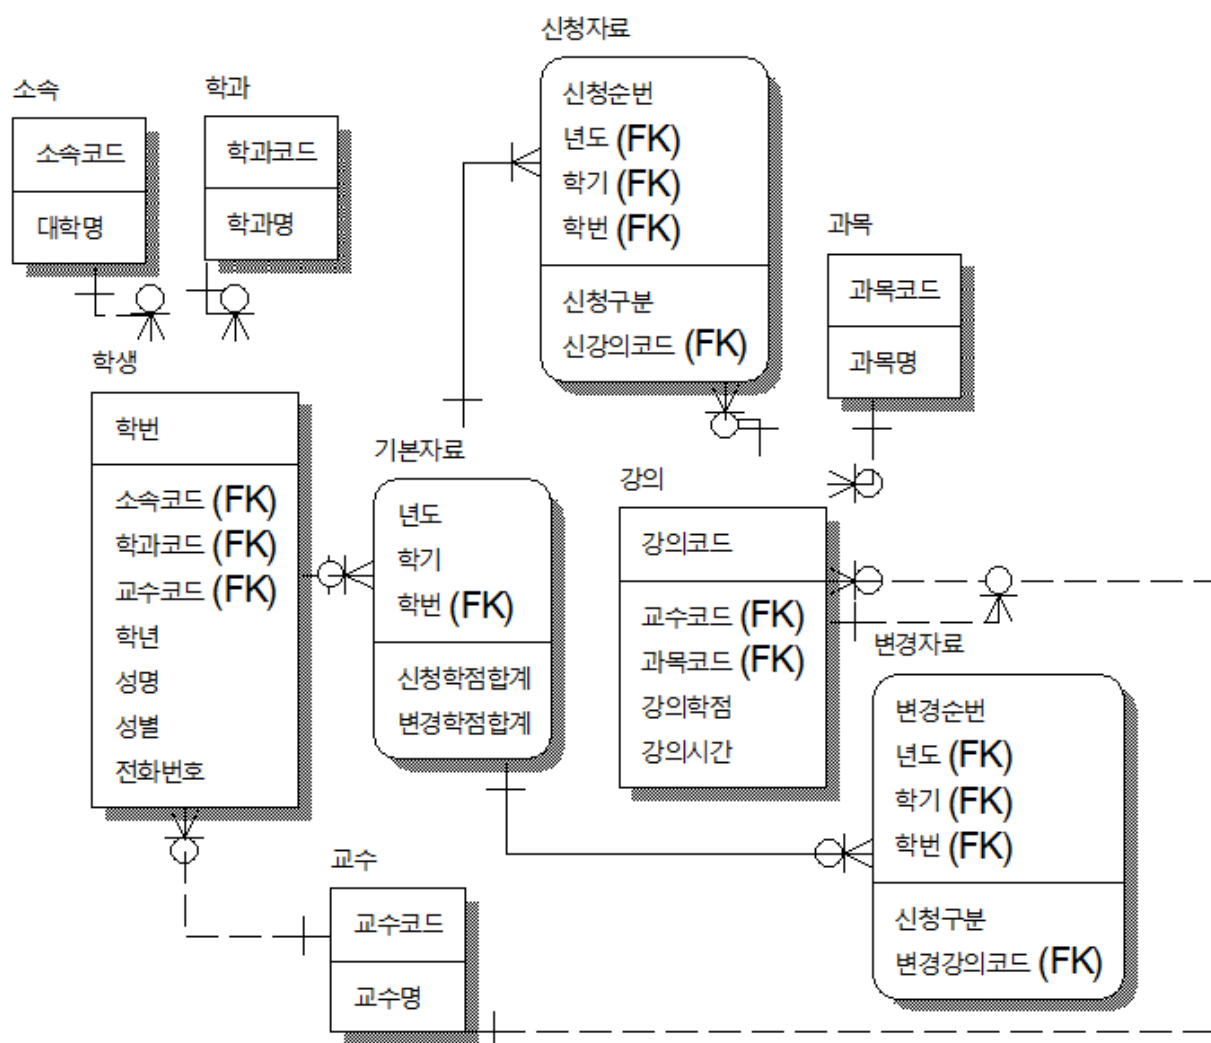 신청자료
신청순번
년도 (FK)
학기 (FK)
학번 (FK)
신청구분
신강의코드 (FK)
소속
소속코드
대학명
학과
학과코드
학과명
과목
과목코드
과목명
학생
학번
소속코드 (FK)
학과코드 (FK)
교수코드 (FK)
학년
성명
성별
전화번호
기본자료
년도
학기
학번 (FK)
신청학점합계
변경학점합계
강의
강의코드
교수코드 (FK)
과목코드 (FK)
강의학점
강의시간
변경자료
변경순번
년도 (FK)
학기 (FK)
학번 (FK)
신청구분
변경강의코드 (FK)
교수
교수코드
교수명